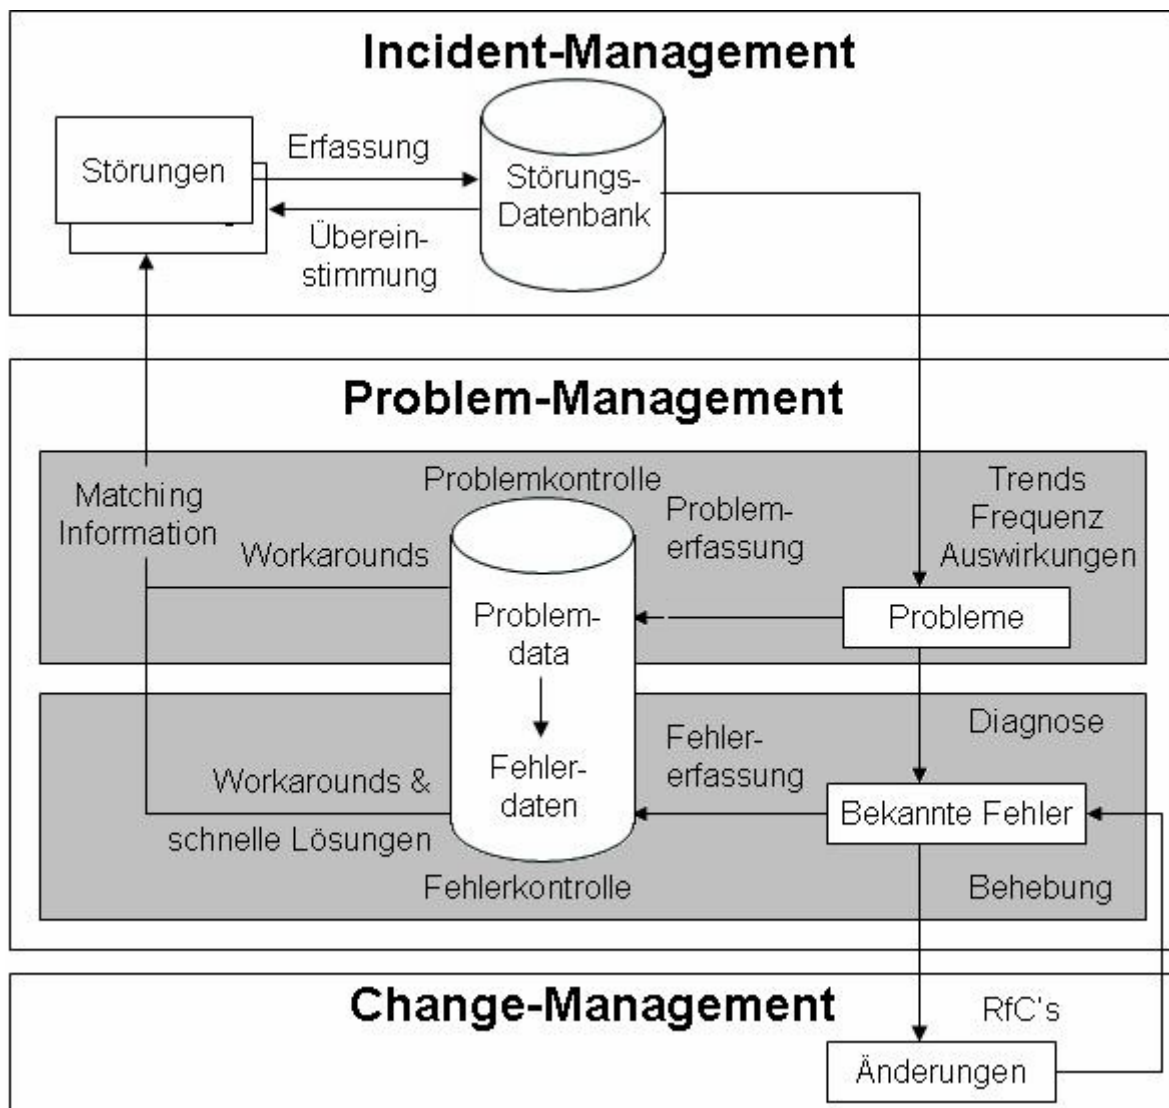 Incident-Management
Störungen
Erfassung
Überein-
stimmung
Störungs-
Datenbank
Problem-Management
Problemkontrolle
Matching
Information
Workarounds
Problem-
erfassung
Trends
Frequenz
Auswirkungen
Probleme
Problem-
data
Fehler-
daten
Workarounds &
schnelle Lösungen
Fehler-
erfassung
Diagnose
Bekannte Fehler
Fehlerkontrolle
Behebung
Change-Management
RfC's
Änderungen